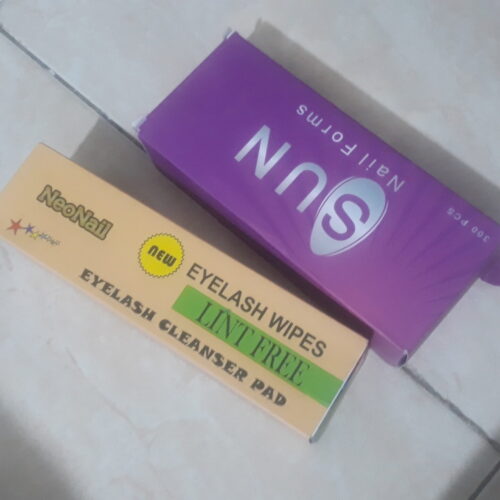 NeoNail
NEW
EYELASH WIPES
LINT FREE
EYELASH CLEANSER PAD
SUN
Nail Forms
300 PCS